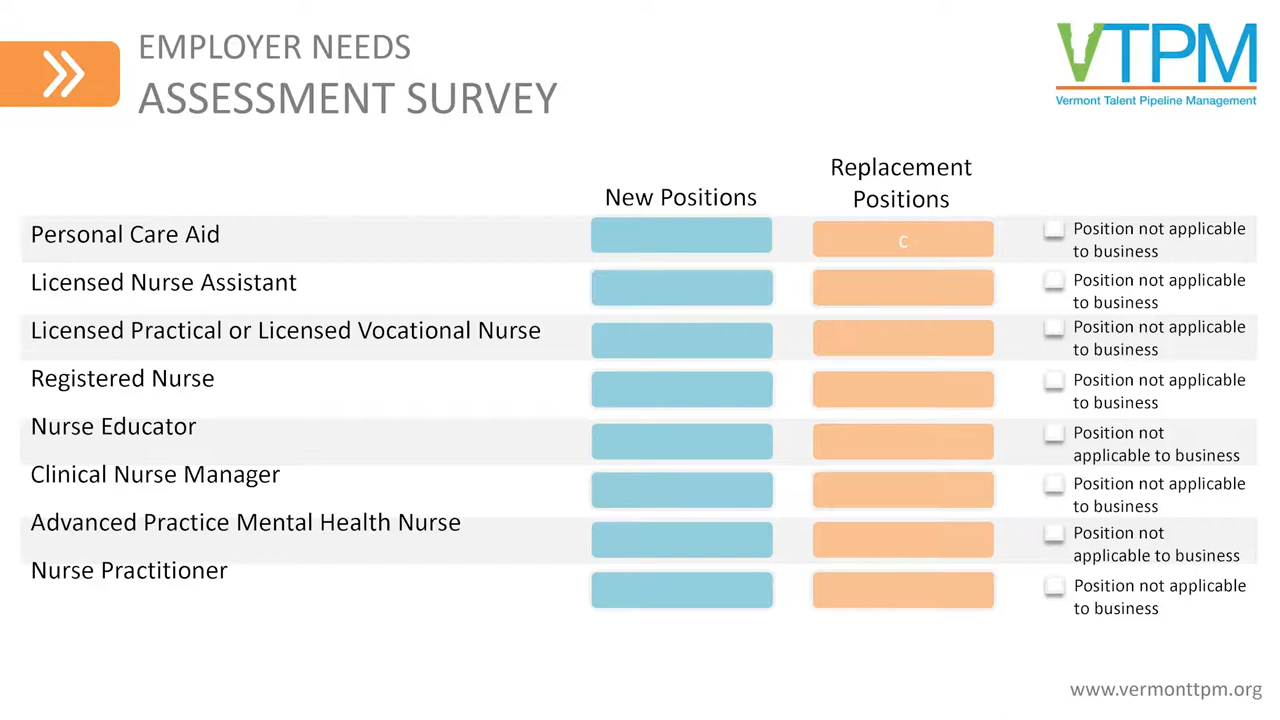 EMPLOYER NEEDS
ASSESSMENT SURVEY
VTPM
Vermont Talent Pipeline Management
New Positions
Replacement
Positions
Personal Care Aid
C
Position not applicable
to business
Licensed Nurse Assistant
Position not applicable
to business
Licensed Practical or Licensed Vocational Nurse
Position not applicable
to business
Registered Nurse
Position not applicable
to business
Nurse Educator
Position not
applicable to business
Clinical Nurse Manager
Position not applicable
to business
Advanced Practice Mental Health Nurse
Position not
applicable to business
Nurse Practitioner
Position not applicable
to business
www.vermonttpm.org